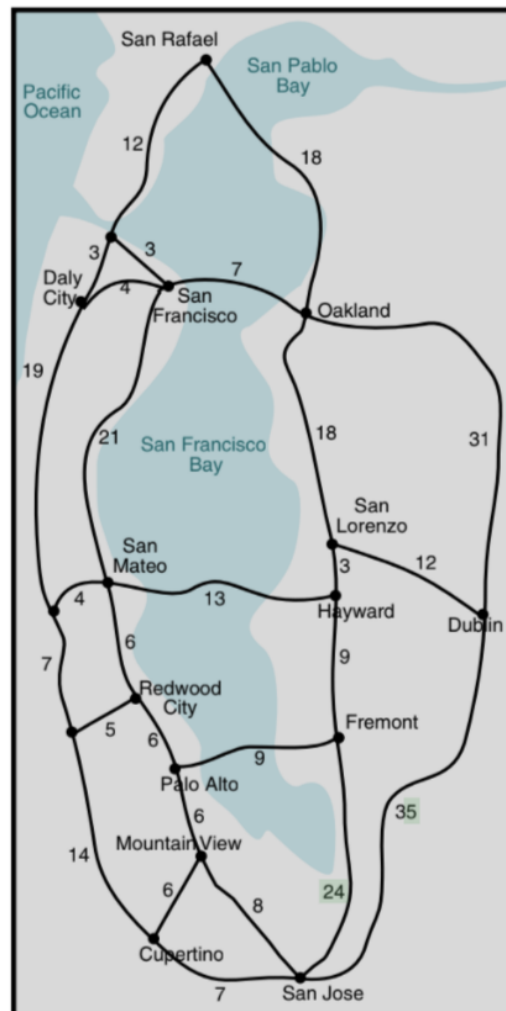 San Rafael
San Pablo
Bay
Pacific
Ocean
12
18
3
3
7
Daly
City
4
San
Francisco
Oakland
19
21
San Francisco
Bay
18
31
San
Lorenzo
San
Mateo
3
12
4
13
Hayward
Dublin
6
9
7
Redwood
City
5
6
Fremont
9
Palo Alto
6
35
Mountain View
14
6
8
24
Cupertino
7
San Jose